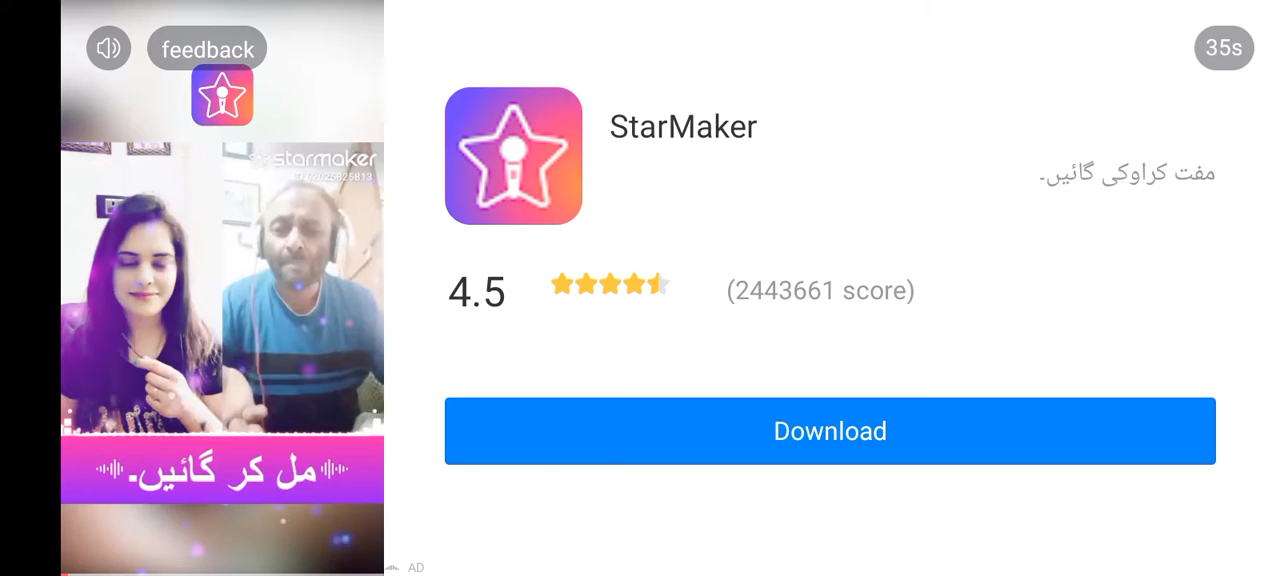 feedback
35s
StarMaker
مفت کراوکی گائیں۔
starmaker
4.5
(2443661 score)
Download
مل کر گائیں۔
AD